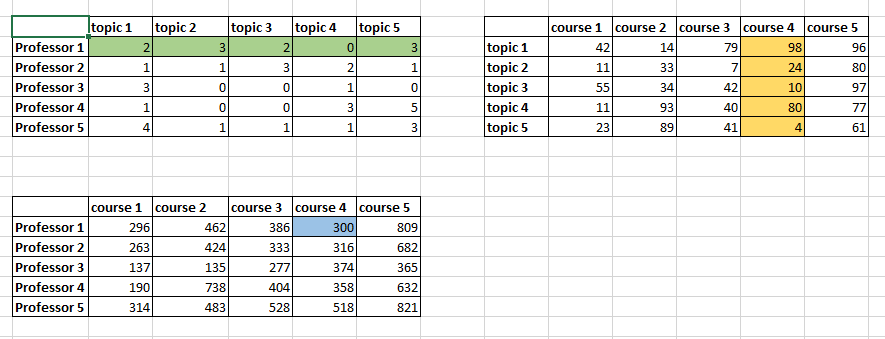 topic 1 topic 2 topic 3 topic 4 topic 5
Professor 1 2 3 2 0 3
Professor 2 1 1 3 2 1
Professor 3 3 0 0 1 0
Professor 4 1 0 0 3 5
Professor 5 4 1 1 1 3
course 1 course 2 course 3 course 4 course 5
topic 1 42 14 79 98 96
topic 2 11 33 7 24 80
topic 3 55 34 42 10 97
topic 4 11 93 40 80 77
topic 5 23 89 41 4 61
course 1 course 2 course 3 course 4 course 5
Professor 1 296 462 386 300 809
Professor 2 263 424 333 316 682
Professor 3 137 135 277 374 365
Professor 4 190 738 404 358 632
Professor 5 314 483 528 518 821